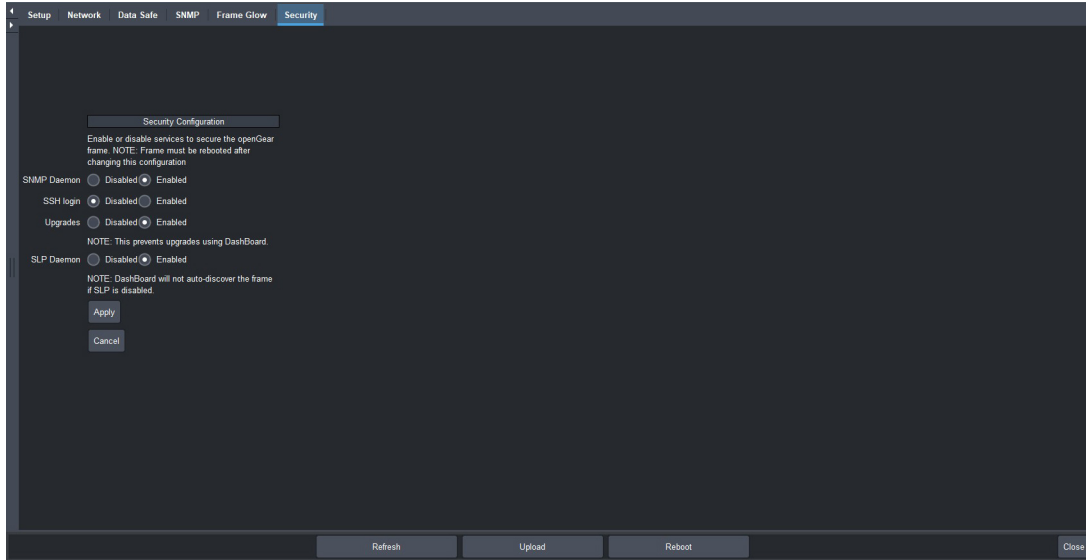 Setup Network Data Safe SNMP Frame Glow Security
Security Configuration
Enable or disable services to secure the openGear
frame. NOTE: Frame must be rebooted after
changing this configuration
SNMP Daemon Disabled Enabled
SSH login Disabled Enabled
Upgrades Disabled Enabled
NOTE: This prevents upgrades using DashBoard.
SLP Daemon Disabled Enabled
NOTE: DashBoard will not auto-discover the frame
if SLP is disabled.
Apply
Cancel
Refresh Upload Reboot Close